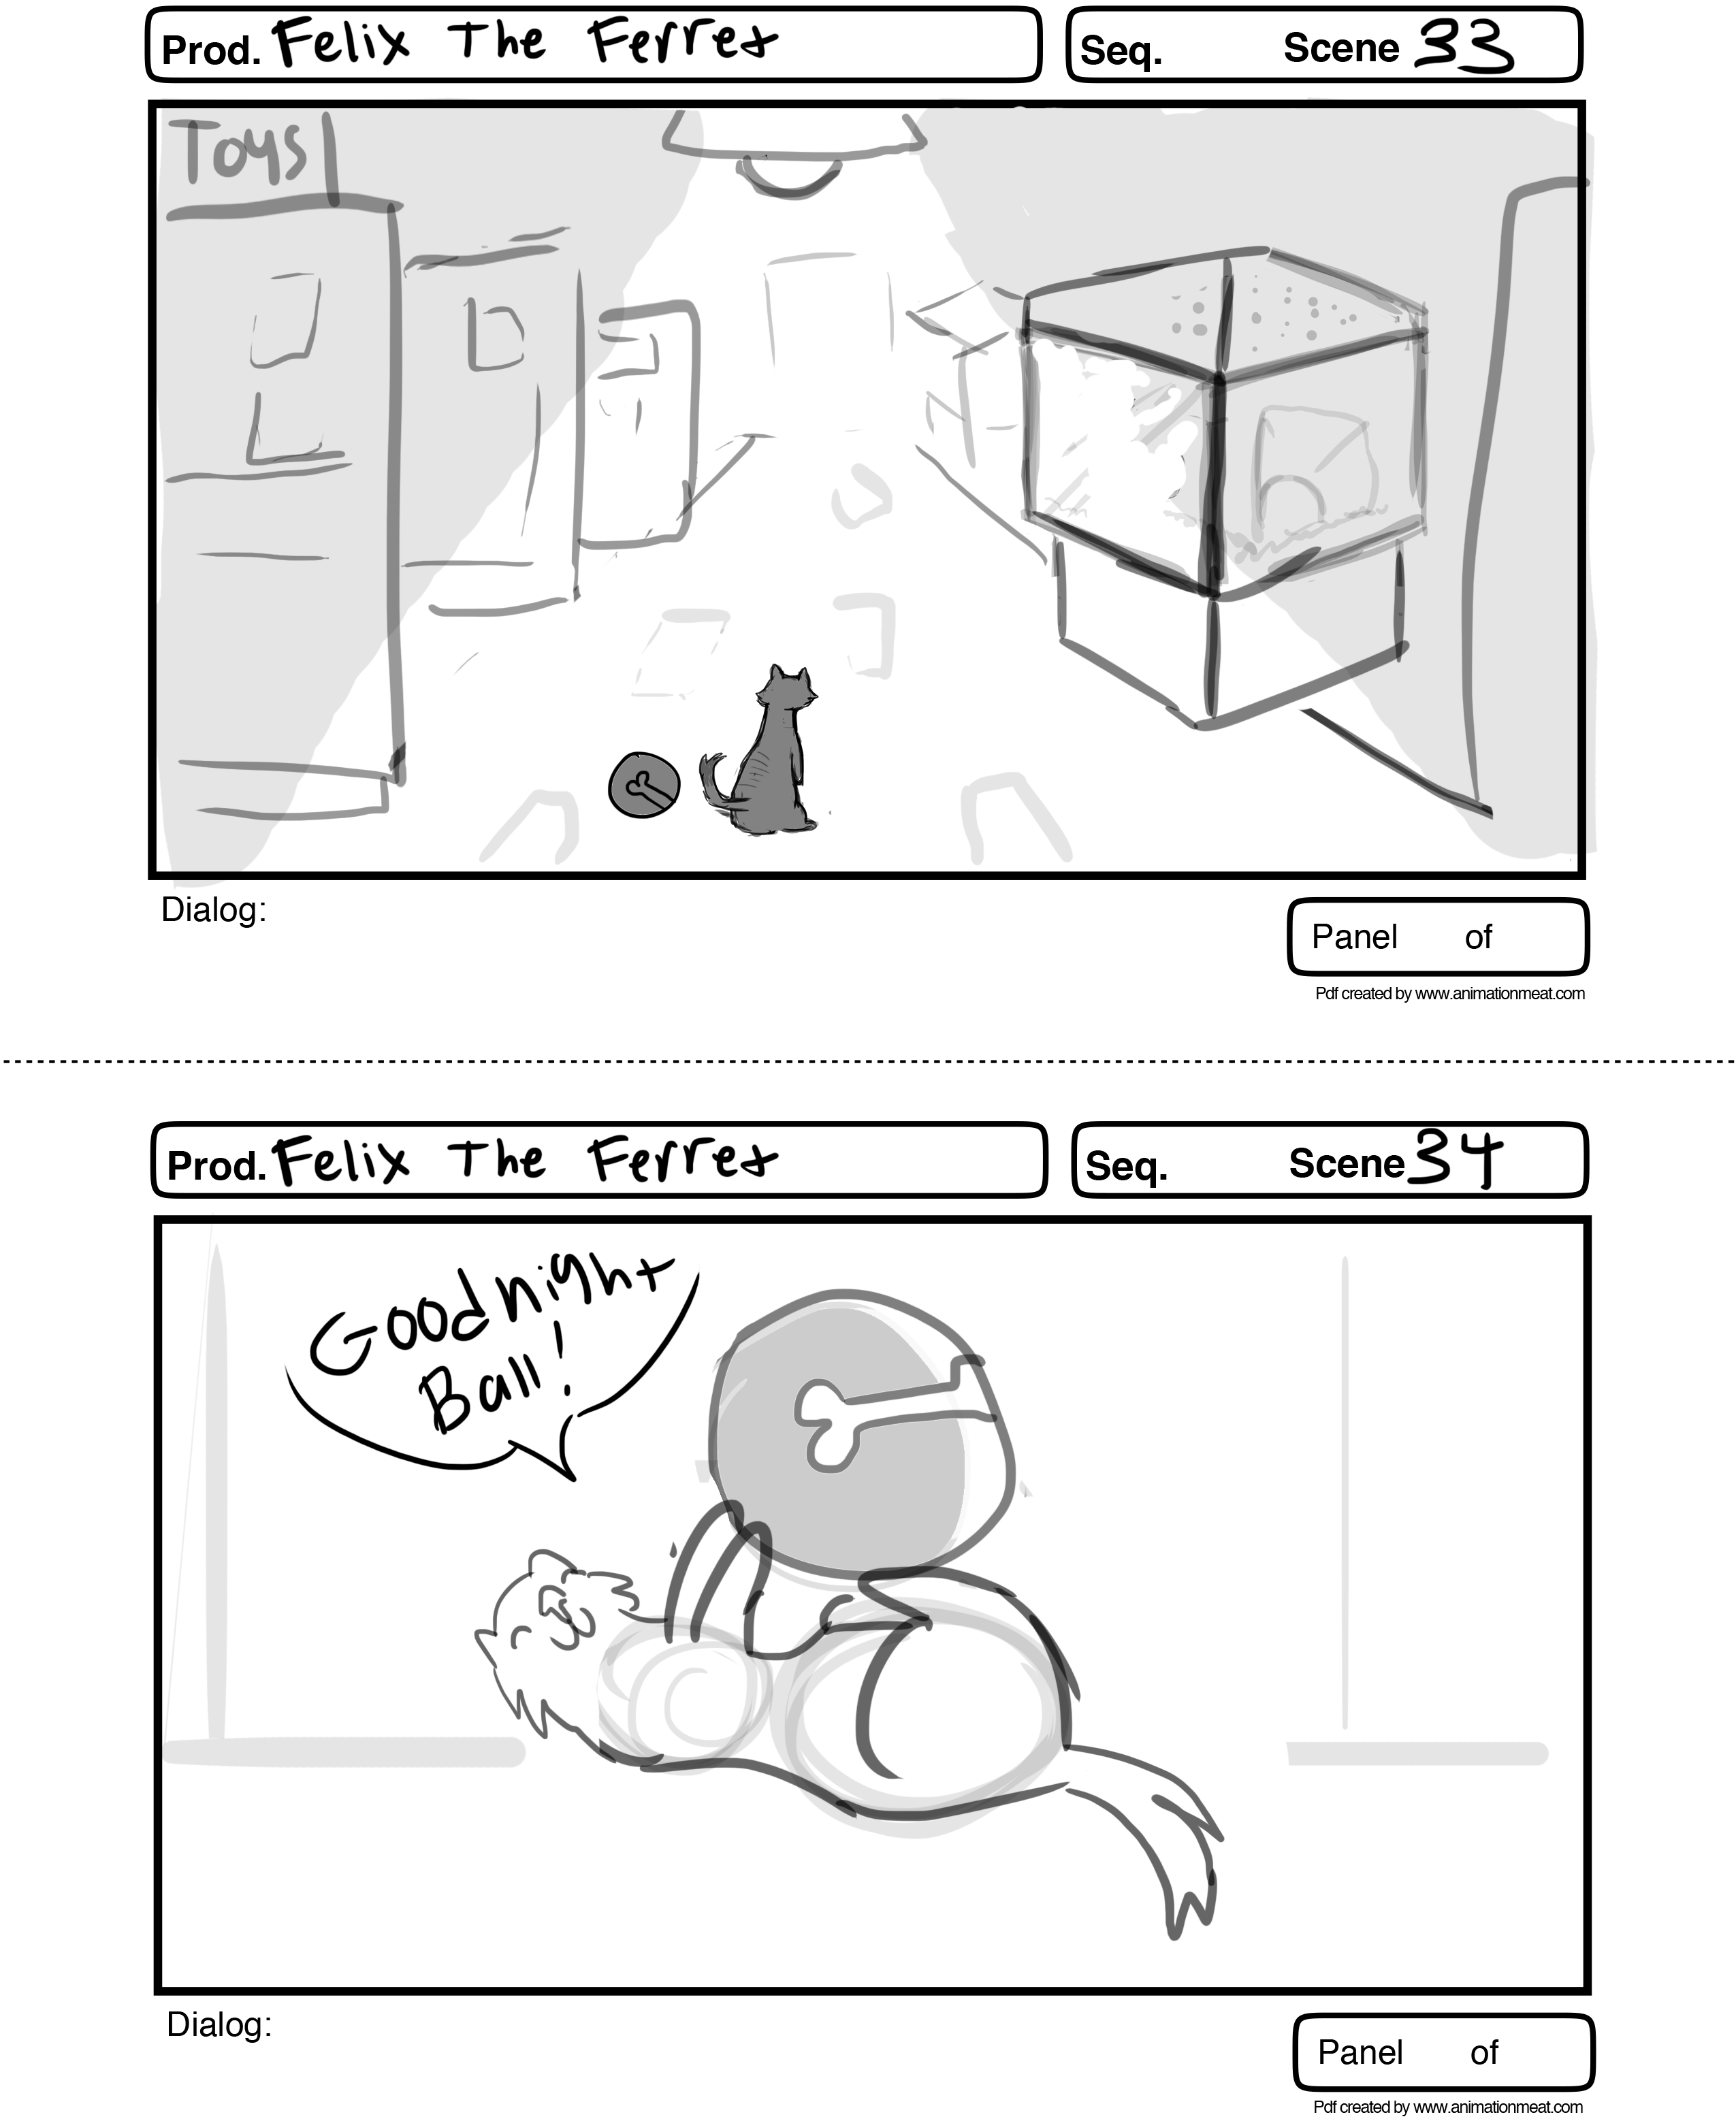 Prod. Felix The Ferret
Seq. Scene 33
Toys
Dialog:
Panel of
Pdf created by www.animationmeat.com
Prod. Felix The Ferret
Seq. Scene 34
Goodnight
Ball!
Dialog:
Panel of
Pdf created by www.animationmeat.com